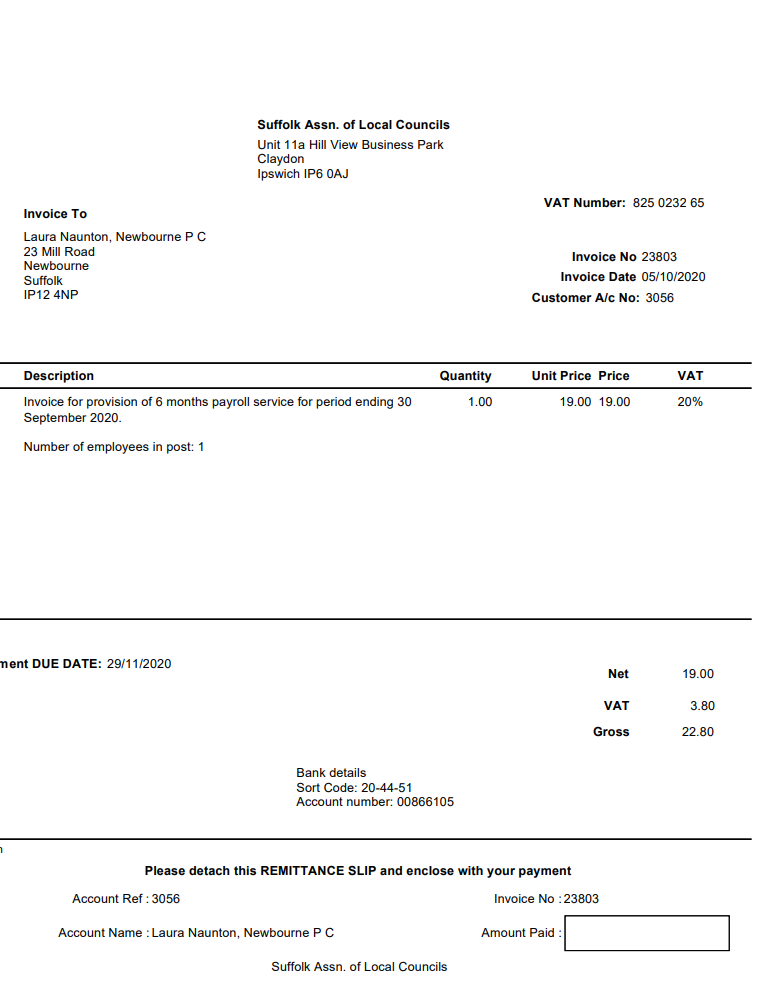 Suffolk Assn. of Local Councils
Unit 11a Hill View Business Park
Claydon
Ipswich IP6 0AJ
VAT Number: 825 0232 65
Invoice To
Laura Naunton, Newbourne P C
23 Mill Road
Newbourne
Suffolk
IP12 4NP
Invoice No 23803
Invoice Date 05/10/2020
Customer A/c No: 3056
Description Quantity Unit Price Price VAT
Invoice for provision of 6 months payroll service for period ending 30 1.00 19.00 19.00 20%
September 2020.
Number of employees in post: 1
ment DUE DATE: 29/11/2020
Net 19.00
VAT 3.80
Gross 22.80
Bank details
Sort Code: 20-44-51
Account number: 00866105
n
Please detach this REMITTANCE SLIP and enclose with your payment
Account Ref : 3056 Invoice No : 23803
Account Name : Laura Naunton, Newbourne P C Amount Paid :
Suffolk Assn. of Local Councils